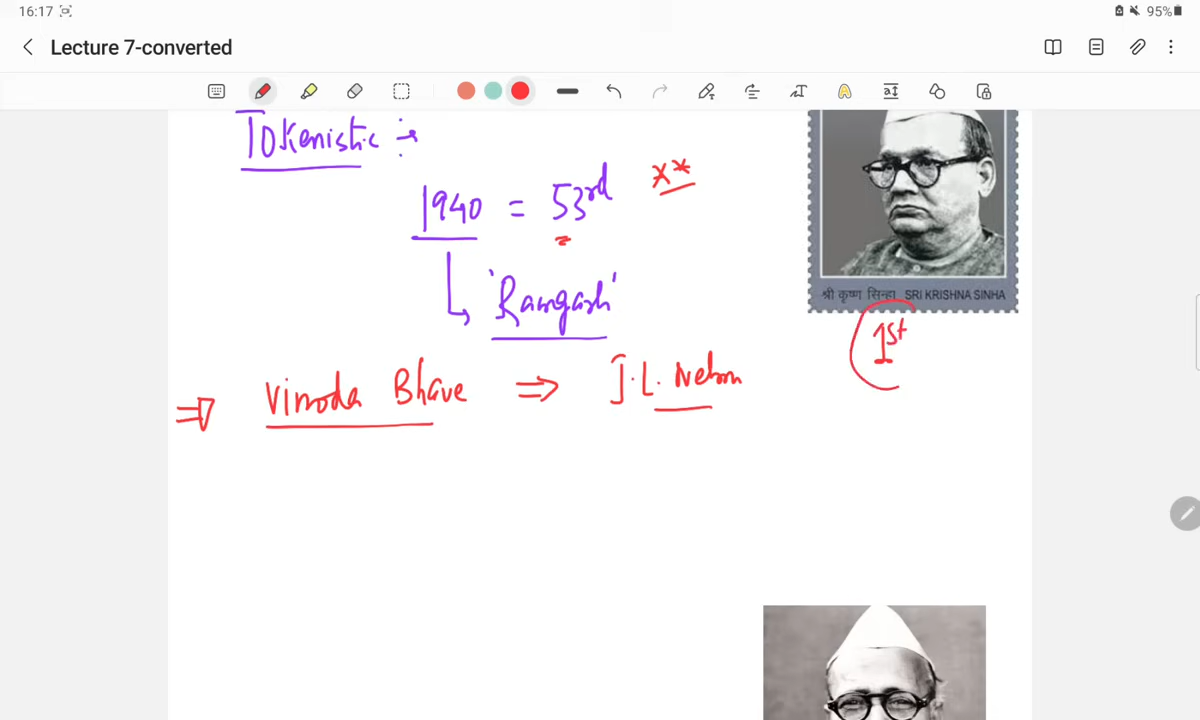 16:17
95%
Lecture 7-converted
Tokenistic :→
1940 = 53rd **
'Ramgarh'
श्री कृष्ण सिन्हा SRI KRISHNA SINHA
1st
⇒ Vinoda Bhave ⇒ J.L. Nehru